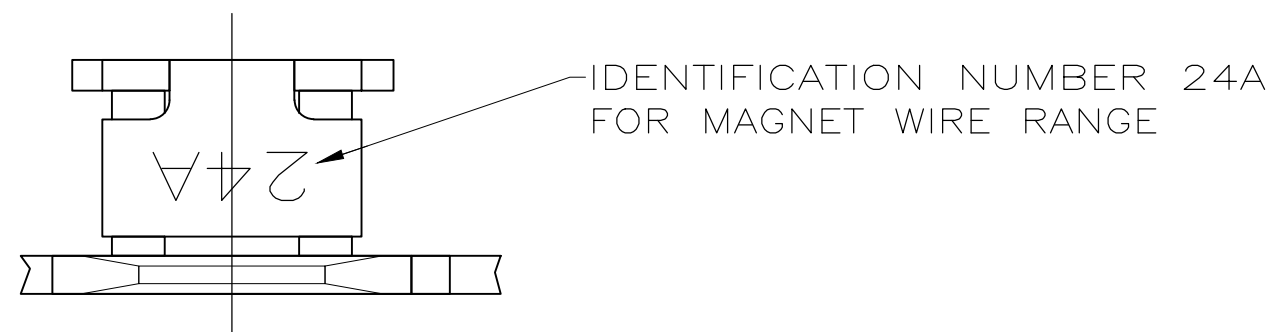 IDENTIFICATION NUMBER 24A
FOR MAGNET WIRE RANGE
24A